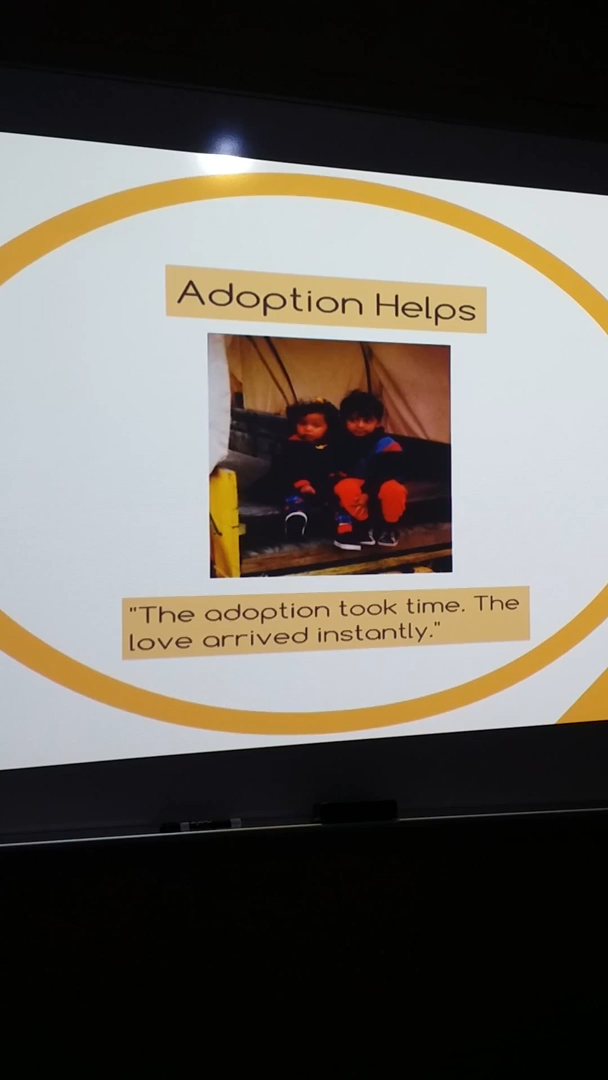 Adoption Helps
"The adoption took time. The
love arrived instantly."